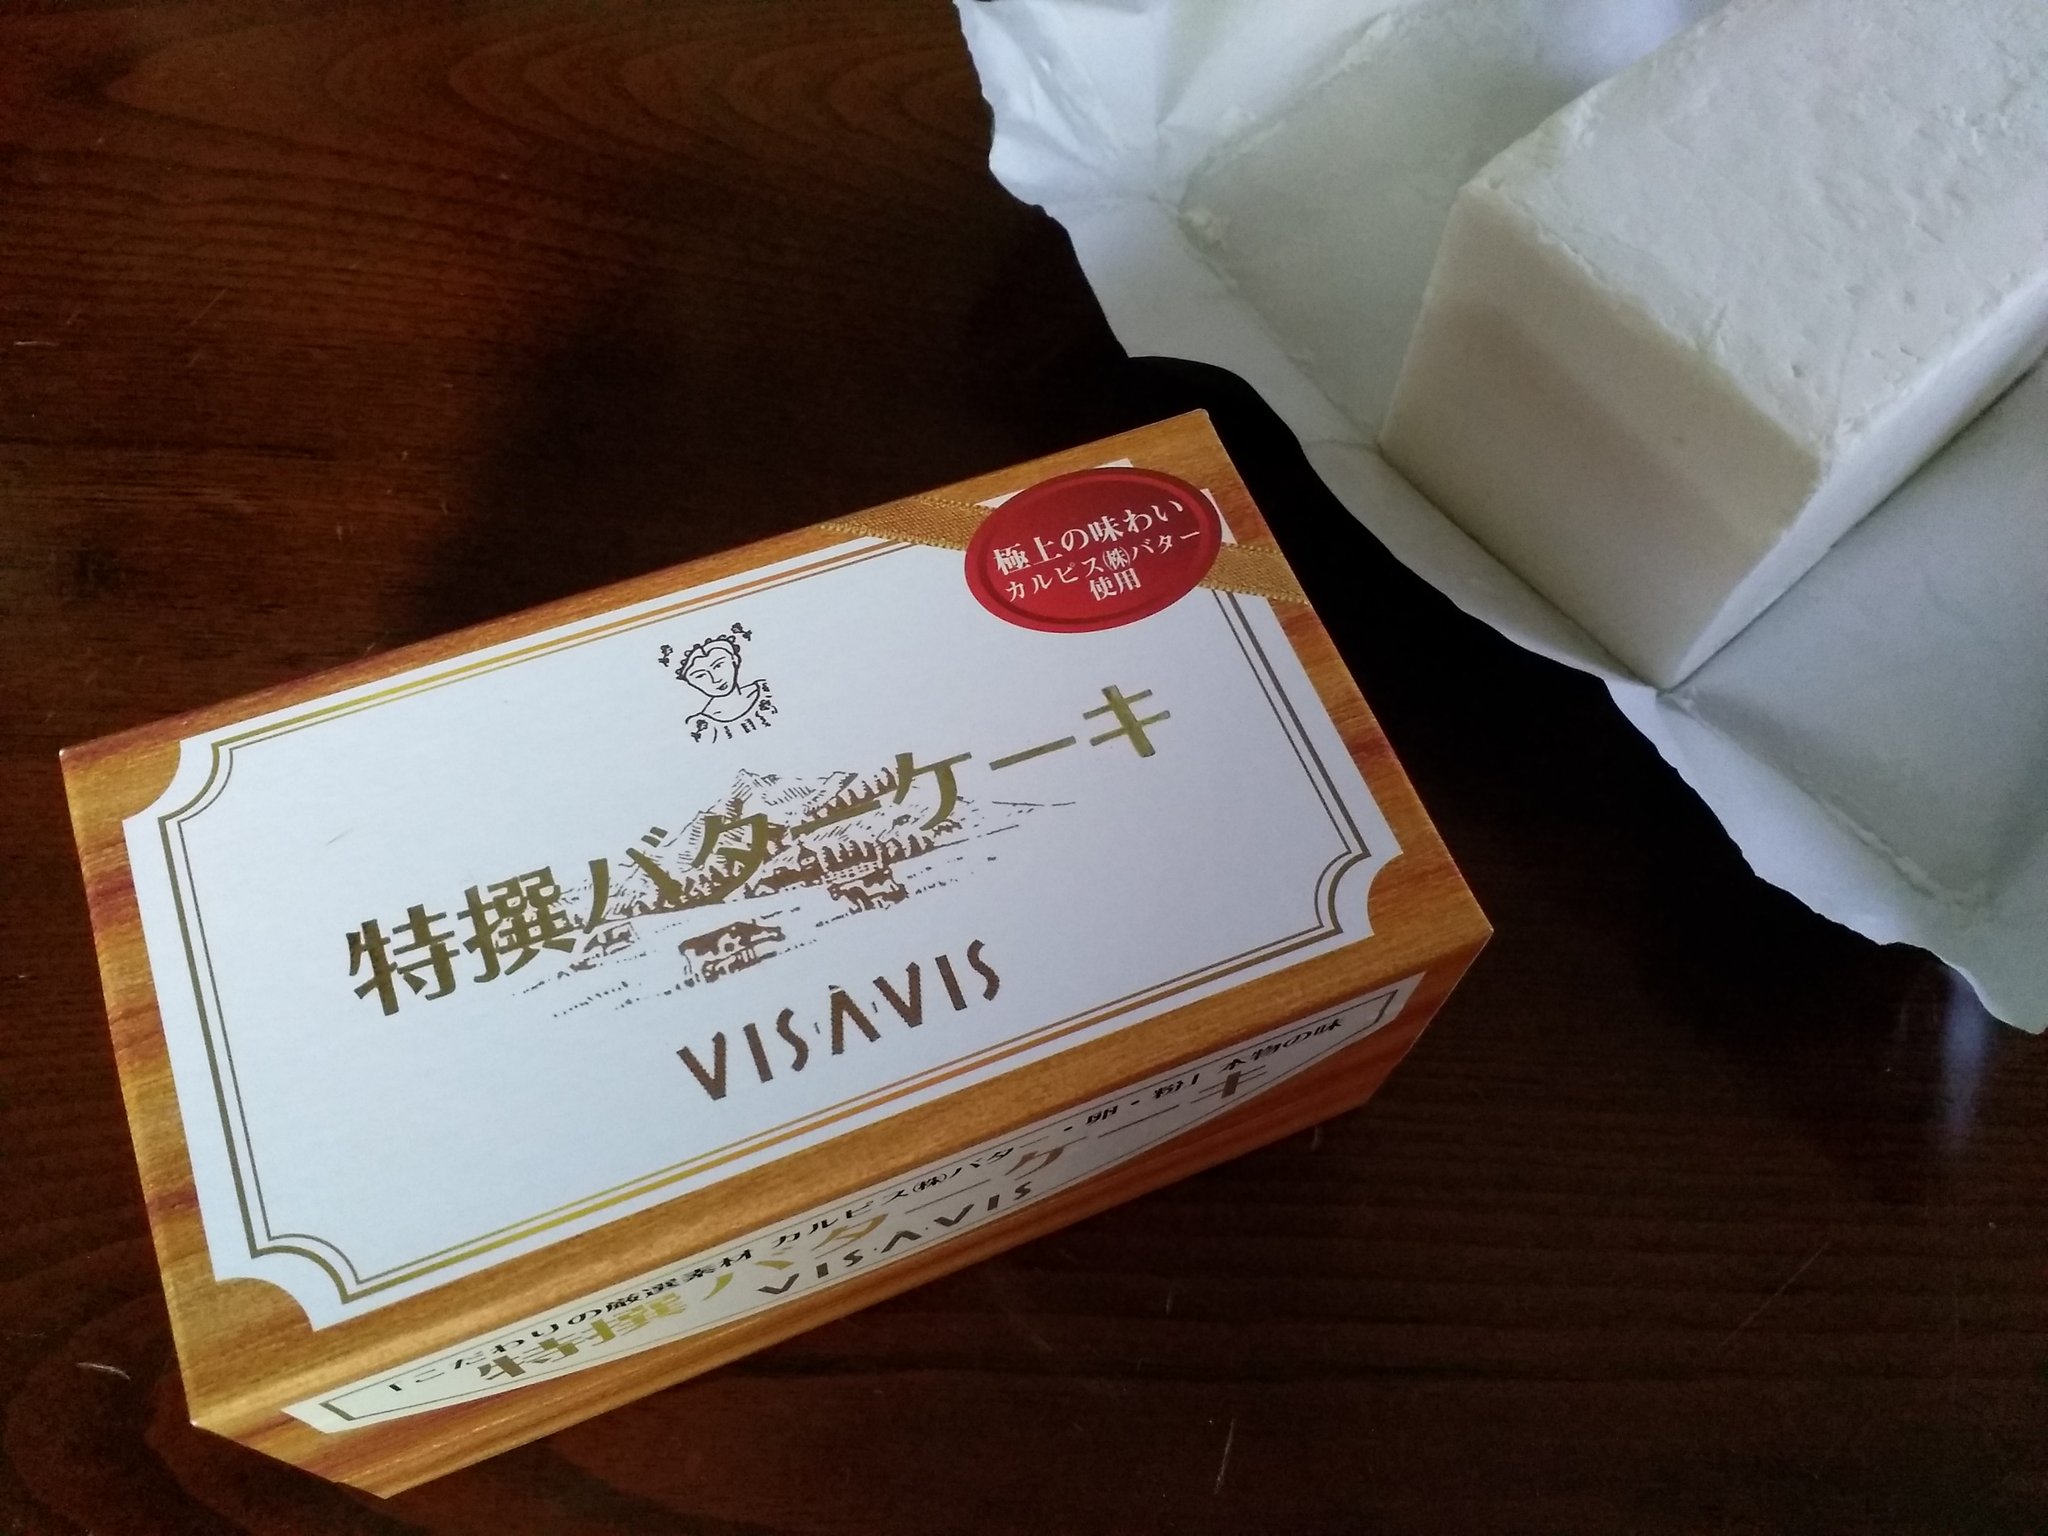 極上の味わい
カルピス㈱バター
使用
特撰バターケーキ
VIS・A・VIS
「こだわりの厳選素材 カルピス㈱バター・卵・粉」本物の味
特撰バターケーキ
VIS・A・VIS